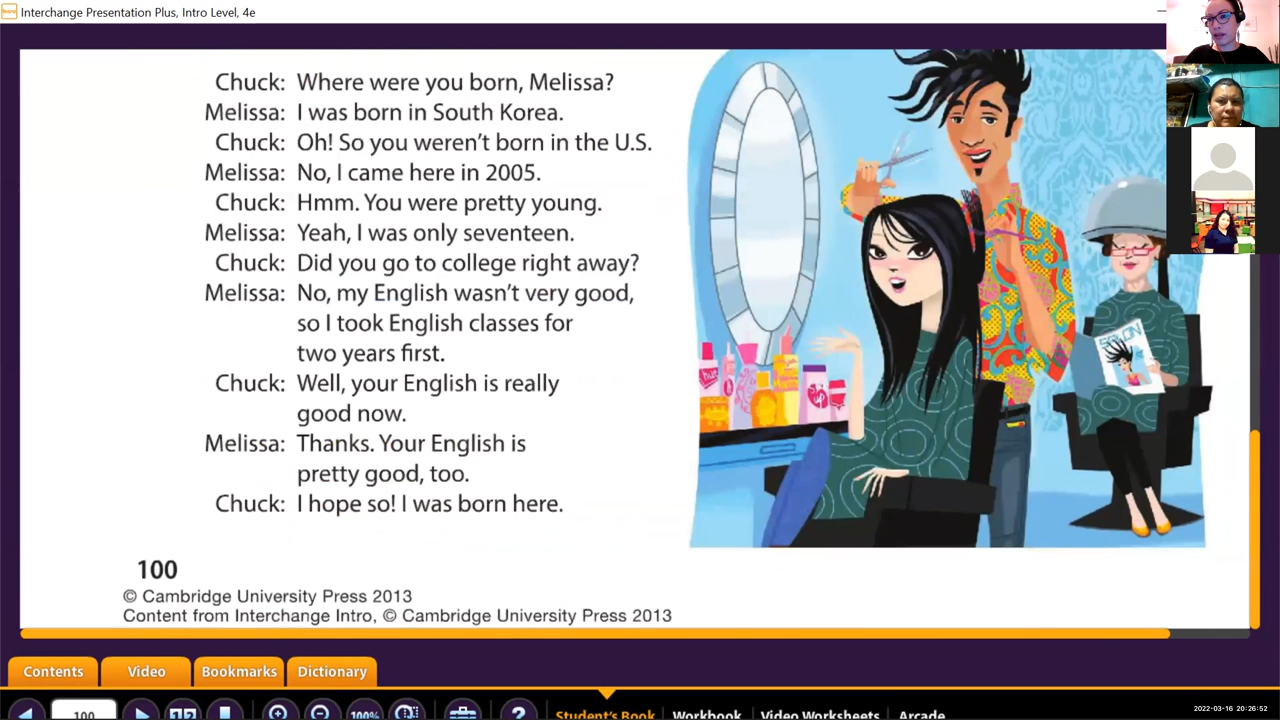 Interchange Presentation Plus, Intro Level, 4e
Chuck: Where were you born, Melissa?
Melissa: I was born in South Korea.
Chuck: Oh! So you weren't born in the U.S.
Melissa: No, I came here in 2005.
Chuck: Hmm. You were pretty young.
Melissa: Yeah, I was only seventeen.
Chuck: Did you go to college right away?
Melissa: No, my English wasn't very good,
so I took English classes for
two years first.
Chuck: Well, your English is really
good now.
Melissa: Thanks. Your English is
pretty good, too.
Chuck: I hope so! I was born here.
SALON
100
© Cambridge University Press 2013
Content from Interchange Intro, © Cambridge University Press 2013
Contents Video Bookmarks Dictionary
100 100% ? Student's Book Workbook Video Worksheets Arcade
2022-03-16 20:26:52